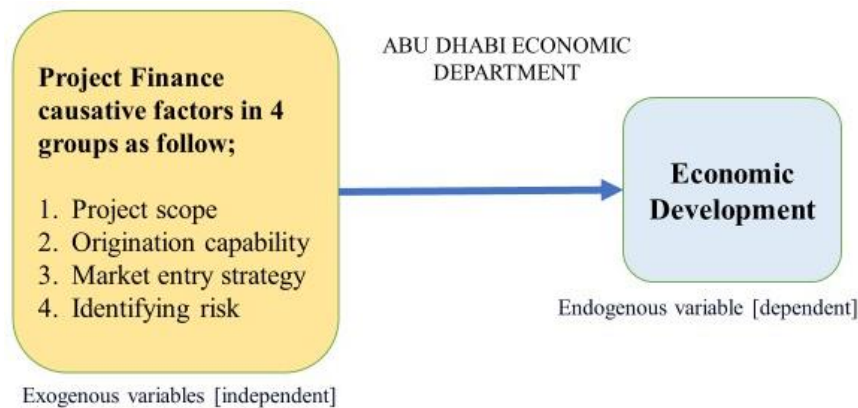 Project Finance
causative factors in 4
groups as follow;
1. Project scope
2. Origination capability
3. Market entry strategy
4. Identifying risk
Exogenous variables [independent]
ABU DHABI ECONOMIC
DEPARTMENT
Economic
Development
Endogenous variable [dependent]